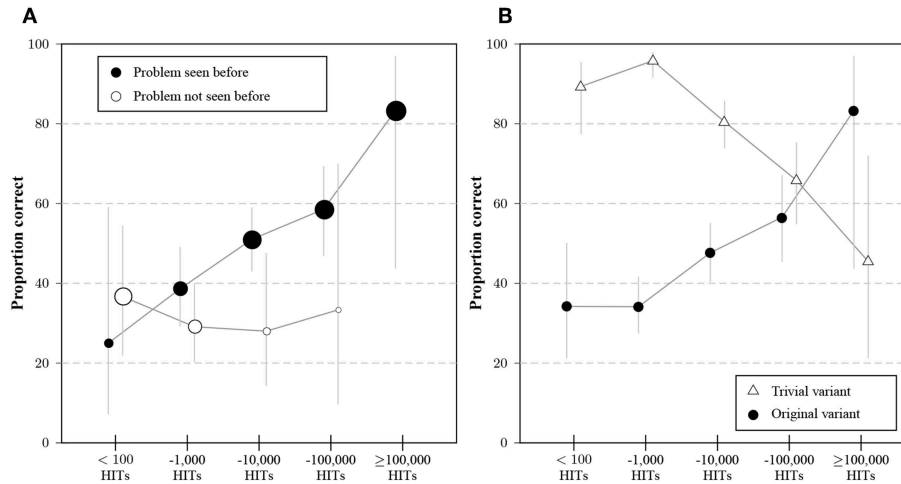 A
Proportion correct
100
80
60
40
20
0
Problem seen before
Problem not seen before
< 100
HITs
-1,000
HITs
-10,000
HITs
-100,000
HITs
≥100,000
HITs
B
Proportion correct
100
80
60
40
20
0
Trivial variant
Original variant
< 100
HITs
-1,000
HITs
-10,000
HITs
-100,000
HITs
≥100,000
HITs